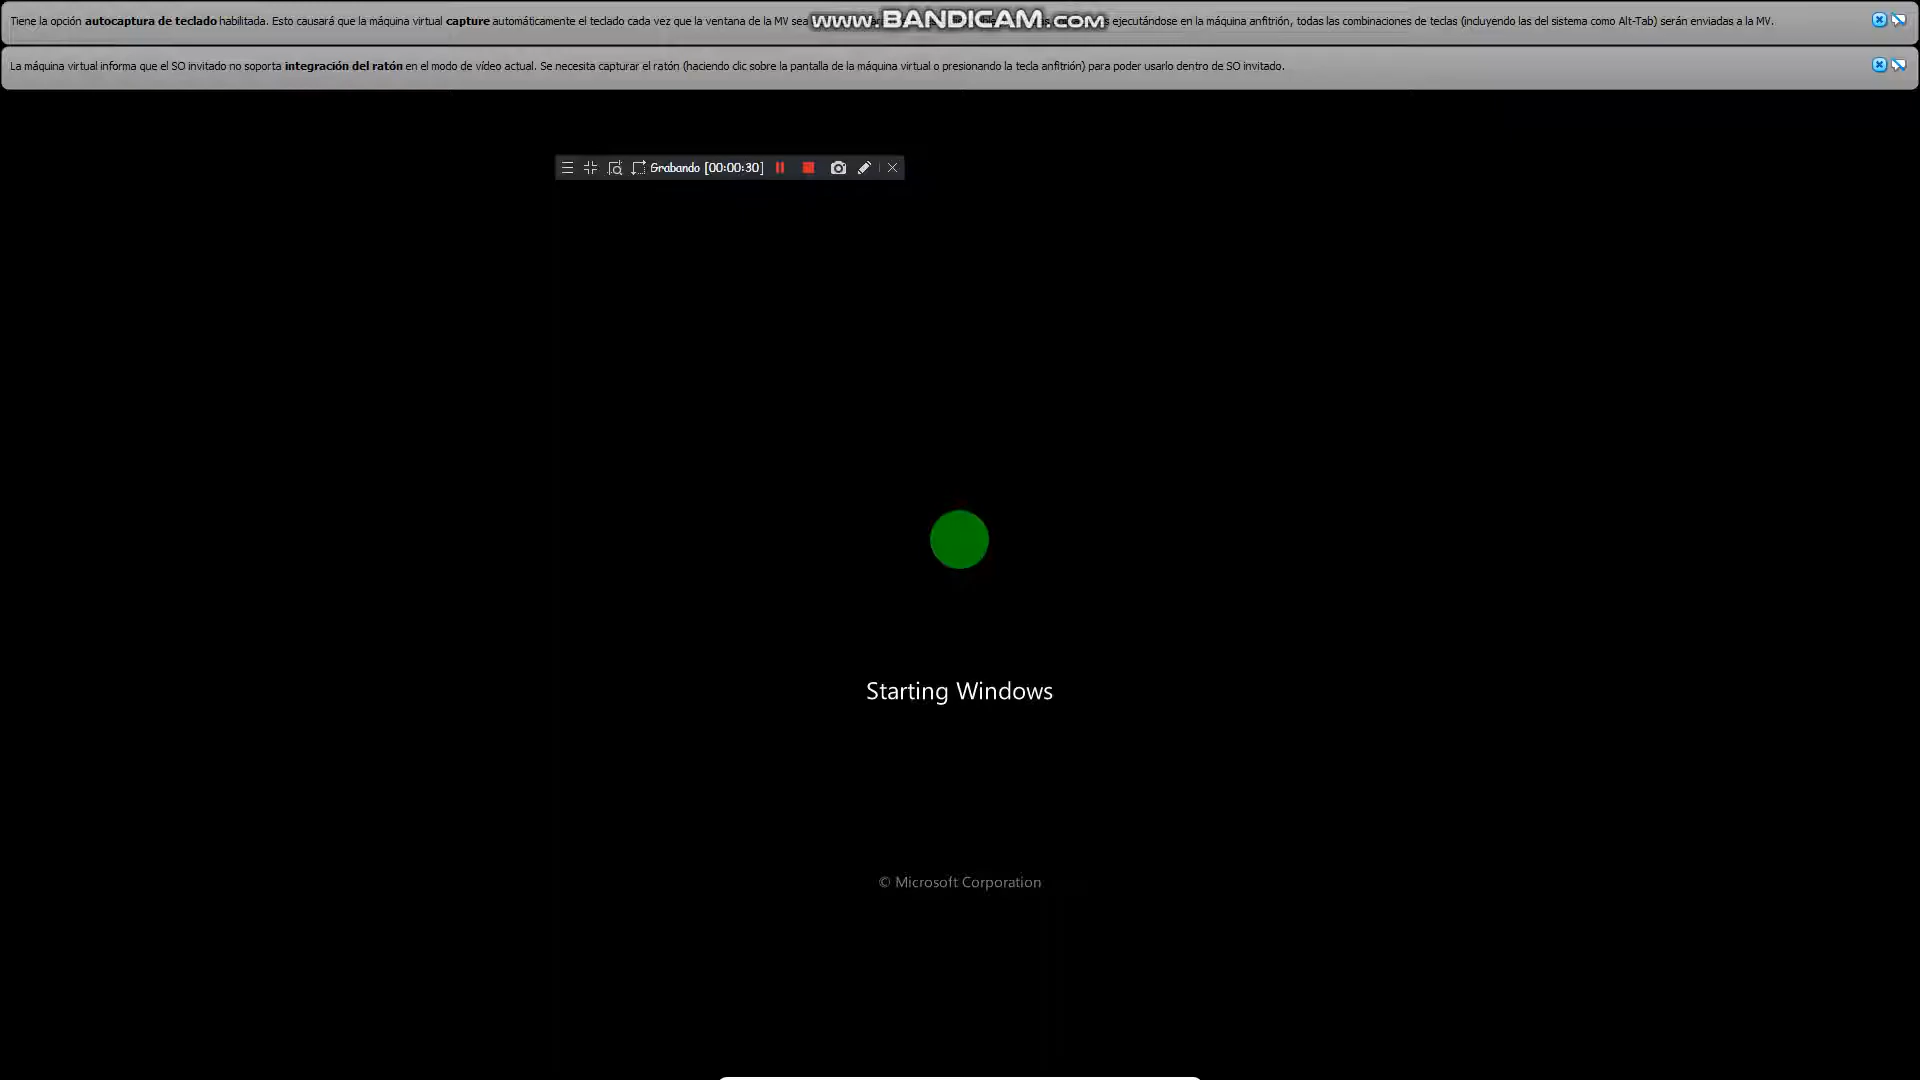 Tiene la opción autocaptura de teclado habilitada. Esto causará que la máquina virtual capture automáticamente el teclado cada vez que la ventana de la MV sea ejecutándose en la máquina anfitrión, todas las combinaciones de teclas (incluyendo las del sistema como Alt-Tab) serán enviadas a la MV.
www.BANDICAM.com
La máquina virtual informa que el SO invitado no soporta integración del ratón en el modo de vídeo actual. Se necesita capturar el ratón (haciendo clic sobre la pantalla de la máquina virtual o presionando la tecla anfitrión) para poder usarlo dentro de SO invitado.
Grabando [00:00:30]
Starting Windows
© Microsoft Corporation